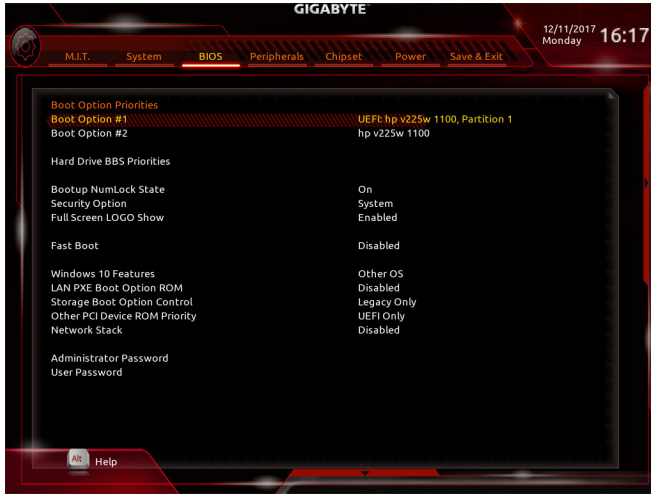 GIGABYTE™
12/11/2017
Monday 16:17
M.I.T. System BIOS Peripherals Chipset Power Save & Exit
Boot Option Priorities
Boot Option #1 UEFI: hp v225w 1100, Partition 1
Boot Option #2 hp v225w 1100
Hard Drive BBS Priorities
Bootup NumLock State On
Security Option System
Full Screen LOGO Show Enabled
Fast Boot Disabled
Windows 10 Features Other OS
LAN PXE Boot Option ROM Disabled
Storage Boot Option Control Legacy Only
Other PCI Device ROM Priority UEFI Only
Network Stack Disabled
Administrator Password
User Password
Alt Help